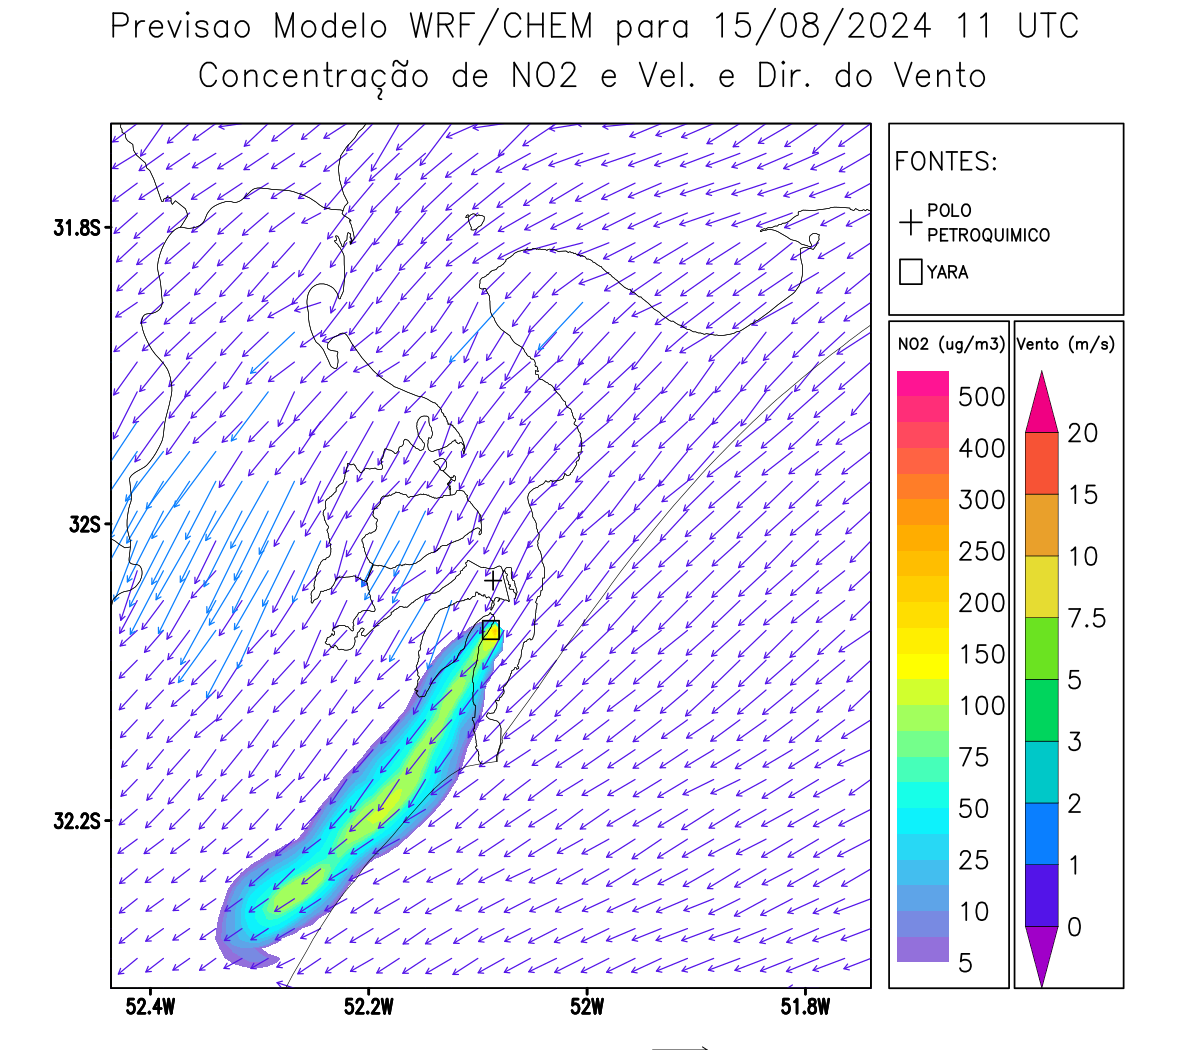 Previsao Modelo WRF/CHEM para 15/08/2024 11 UTC
Concentração de NO2 e Vel. e Dir. do Vento
FONTES:
POLO
PETROQUIMICO
YARA
NO2 (ug/m3)
500
400
300
250
200
150
100
75
50
25
10
5
Vento (m/s)
20
15
10
7.5
5
3
2
1
0
31.8S
32S
32.2S
52.4W
52.2W
52W
51.8W